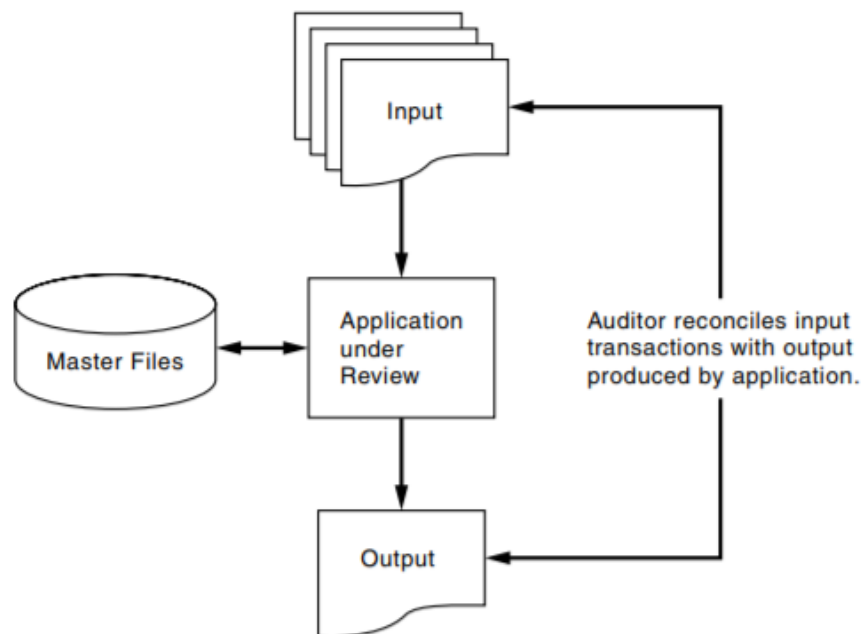 Input
Application
under
Review
Master Files
Auditor reconciles input
transactions with output
produced by application.
Output